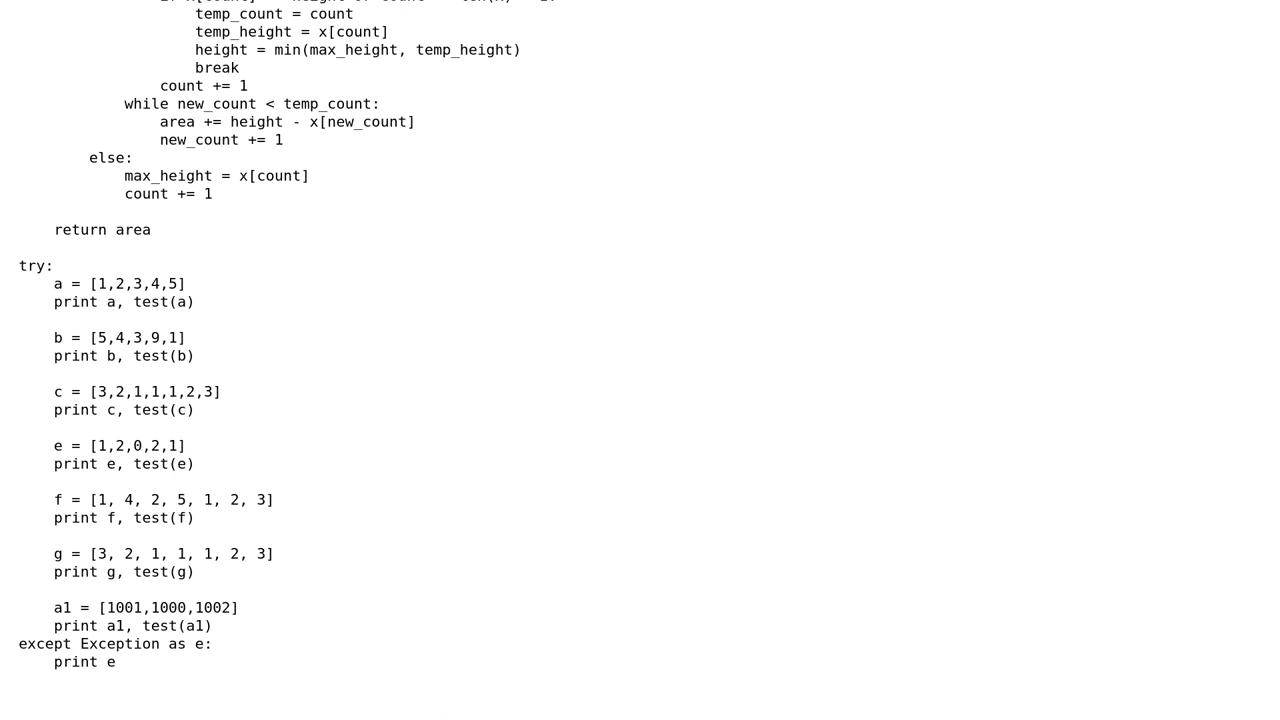 temp_count = count
                        temp_height = x[count]
                        height = min(max_height, temp_height)
                        break
                    count += 1
                while new_count < temp_count:
                    area += height - x[new_count]
                    new_count += 1
            else:
                max_height = x[count]
                count += 1

        return area

    try:
        a = [1,2,3,4,5]
        print a, test(a)

        b = [5,4,3,9,1]
        print b, test(b)

        c = [3,2,1,1,1,2,3]
        print c, test(c)

        e = [1,2,0,2,1]
        print e, test(e)

        f = [1, 4, 2, 5, 1, 2, 3]
        print f, test(f)

        g = [3, 2, 1, 1, 1, 2, 3]
        print g, test(g)

        a1 = [1001,1000,1002]
        print a1, test(a1)
    except Exception as e:
        print e